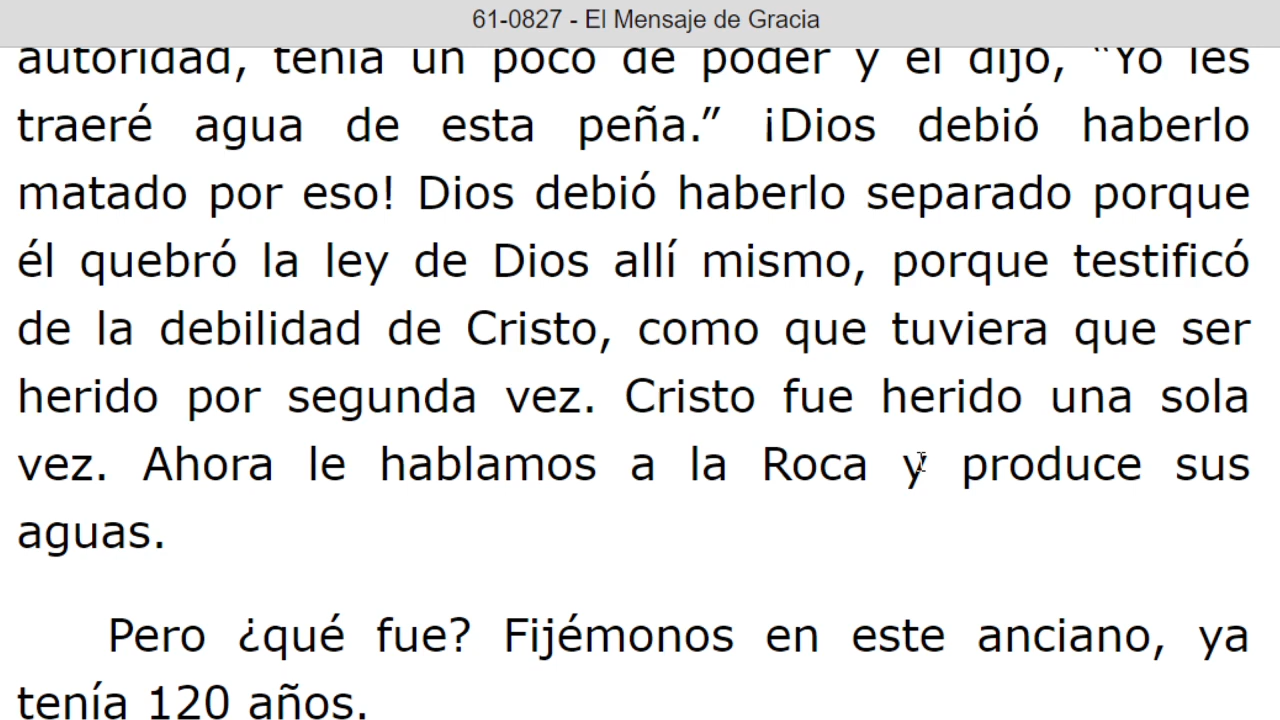 61-0827 - El Mensaje de Gracia
autoridad, tenía un poco de poder y él dijo, “Yo les
traeré agua de esta peña.” ¡Dios debió haberlo
matado por eso! Dios debió haberlo separado porque
él quebró la ley de Dios allí mismo, porque testificó
de la debilidad de Cristo, como que tuviera que ser
herido por segunda vez. Cristo fue herido una sola
vez. Ahora le hablamos a la Roca y produce sus
aguas.
Pero ¿qué fue? Fijémonos en este anciano, ya
tenía 120 años.